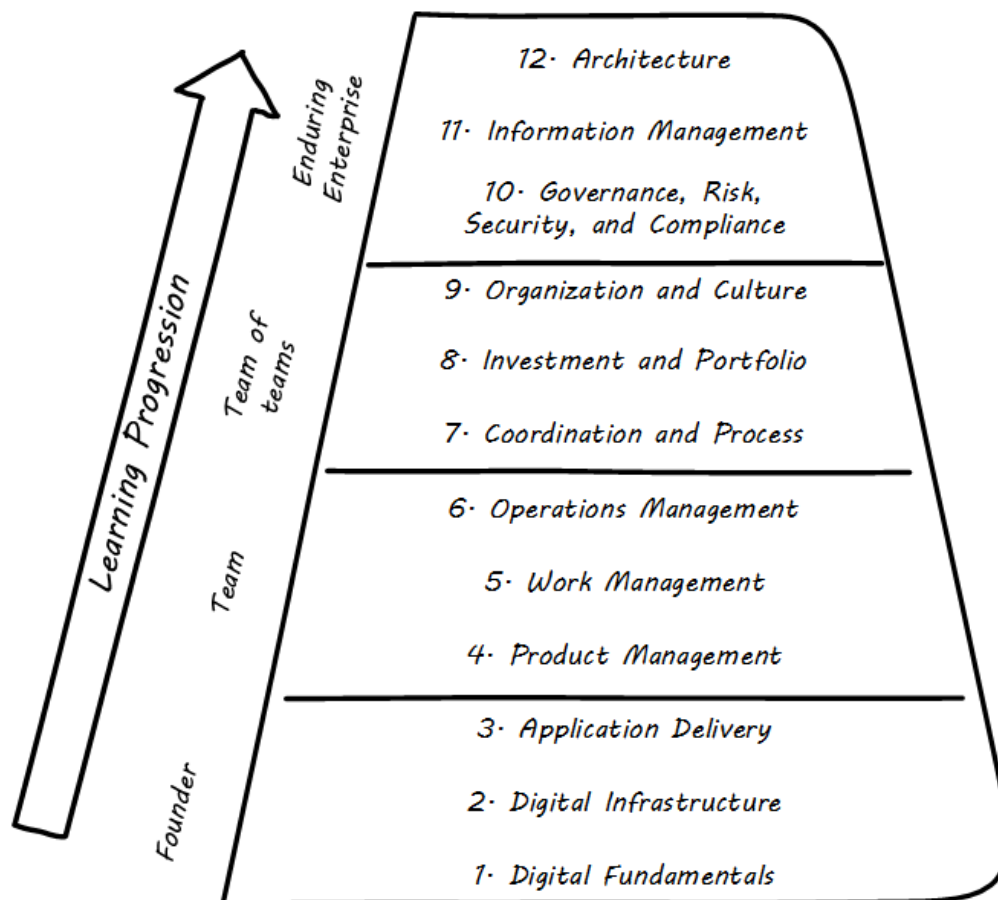 12. Architecture
11. Information Management
10. Governance, Risk,
Security, and Compliance
Enduring
Enterprise
9. Organization and Culture
8. Investment and Portfolio
7. Coordination and Process
Team of
teams
6. Operations Management
5. Work Management
4. Product Management
Team
3. Application Delivery
2. Digital Infrastructure
1. Digital Fundamentals
Founder
Learning Progression